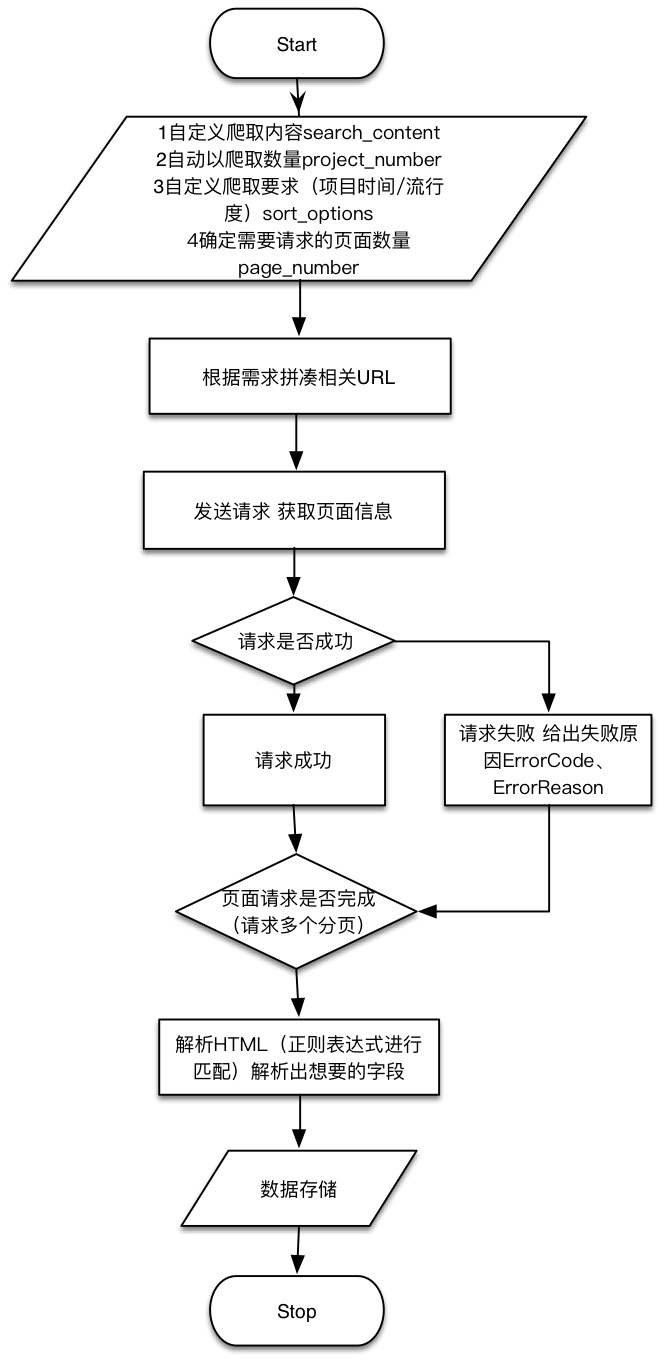 Start
1自定义爬取内容search_content
2自动以爬取数量project_number
3自定义爬取要求（项目时间/流行
度）sort_options
4确定需要请求的页面数量
page_number
根据需求拼凑相关URL
发送请求 获取页面信息
请求是否成功
请求成功
请求失败 给出失败原
因ErrorCode、
ErrorReason
页面请求是否完成
（请求多个分页）
解析HTML（正则表达式进行
匹配）解析出想要的字段
数据存储
Stop